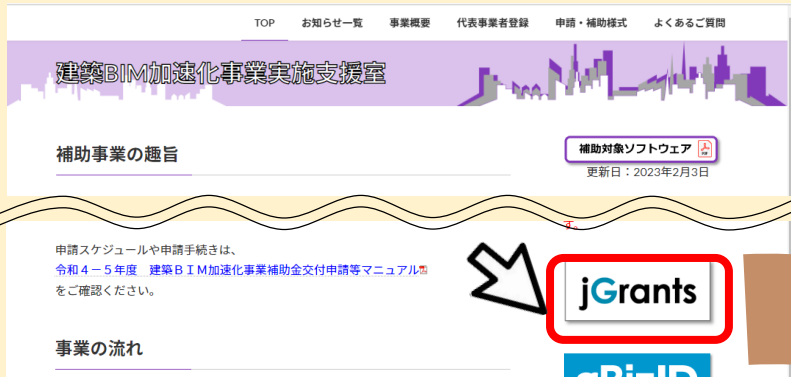 TOP お知らせ一覧 事業概要 代表事業者登録 申請・補助様式 よくあるご質問
建築BIM加速化事業実施支援室
補助事業の趣旨
補助対象ソフトウェア
更新日：2023年2月3日
す。
申請スケジュールや申請手続きは、
令和４－５年度　建築ＢＩＭ加速化事業補助金交付申請等マニュアル
をご確認ください。
jGrants
事業の流れ
gBizID